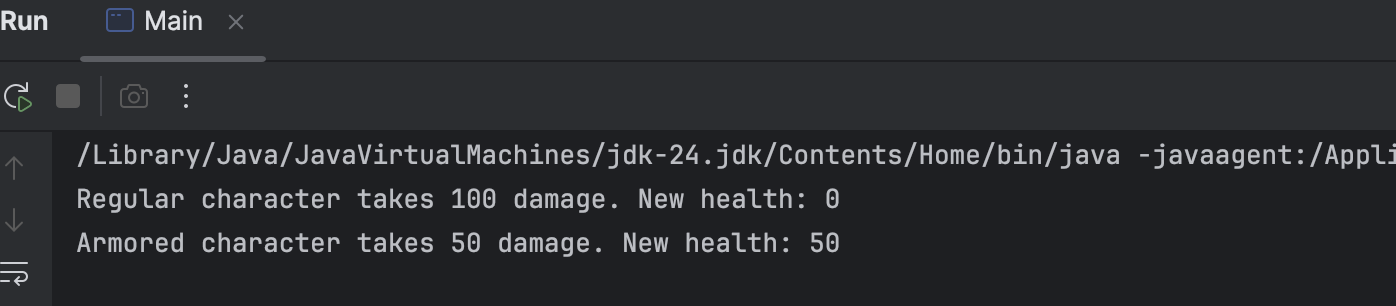 Run Main
/Library/Java/JavaVirtualMachines/jdk-24.jdk/Contents/Home/bin/java -javaagent:/Appli
Regular character takes 100 damage. New health: 0
Armored character takes 50 damage. New health: 50